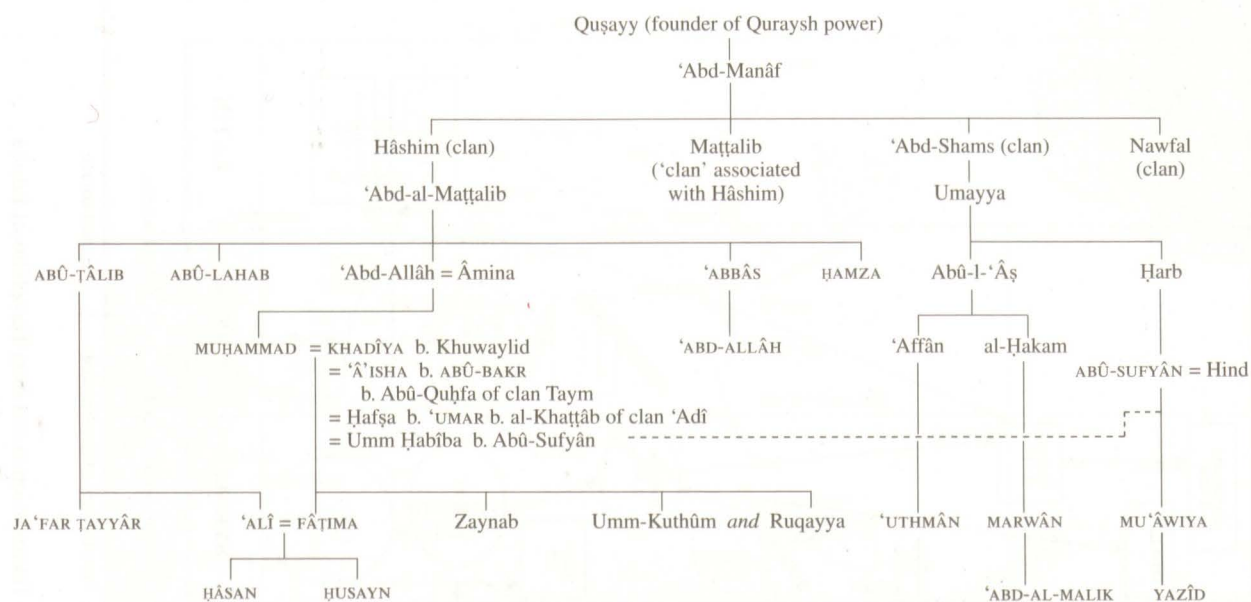 Quṣayy (founder of Quraysh power)
‘Abd-Manâf
Hâshim (clan)
Maṭṭalib
(‘clan’ associated
with Hâshim)
‘Abd-Shams (clan)
Nawfal
(clan)
‘Abd-al-Maṭṭalib
Umayya
ABÛ-ṬÂLIB
ABÛ-LAHAB
‘Abd-Allâh = Âmina
‘ABBÂS
ḤAMZA
Abû-l-‘Âṣ
Ḥarb
MUḤAMMAD = KHADÎYA b. Khuwaylid
= ‘Â’ISHA b. ABÛ-BAKR
b. Abû-Quḥfa of clan Taym
= Ḥafṣa b. ‘UMAR b. al-Khaṭṭâb of clan ‘Adî
= Umm Ḥabîba b. Abû-Sufyân
‘ABD-ALLÂH
‘Affân
al-Ḥakam
ABÛ-SUFYÂN = Hind
JA‘FAR ṬAYYÂR
‘ALÎ = FÂṬIMA
Zaynab
Umm-Kuthûm and Ruqayya
‘UTHMÂN
MARWÂN
MU‘ÂWIYA
ḤÂSAN
ḤUSAYN
‘ABD-AL-MALIK
YAZÎD